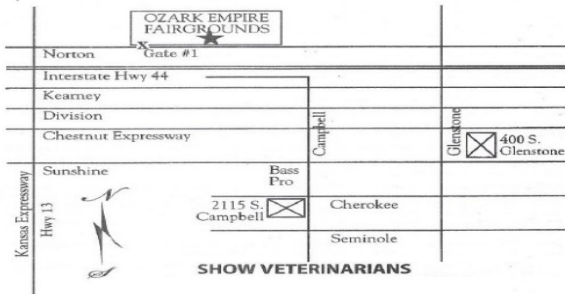 OZARK EMPIRE
FAIRGROUNDS
X
Norton Gate #1
Interstate Hwy 44
Kearney
Division
Chestnut Expressway
Campbell
Glenstone
400 S.
Glenstone
Sunshine
Bass
Pro
Kansas Expressway
Hwy 13
N
2115 S.
Campbell
Cherokee
Seminole
S
SHOW VETERINARIANS